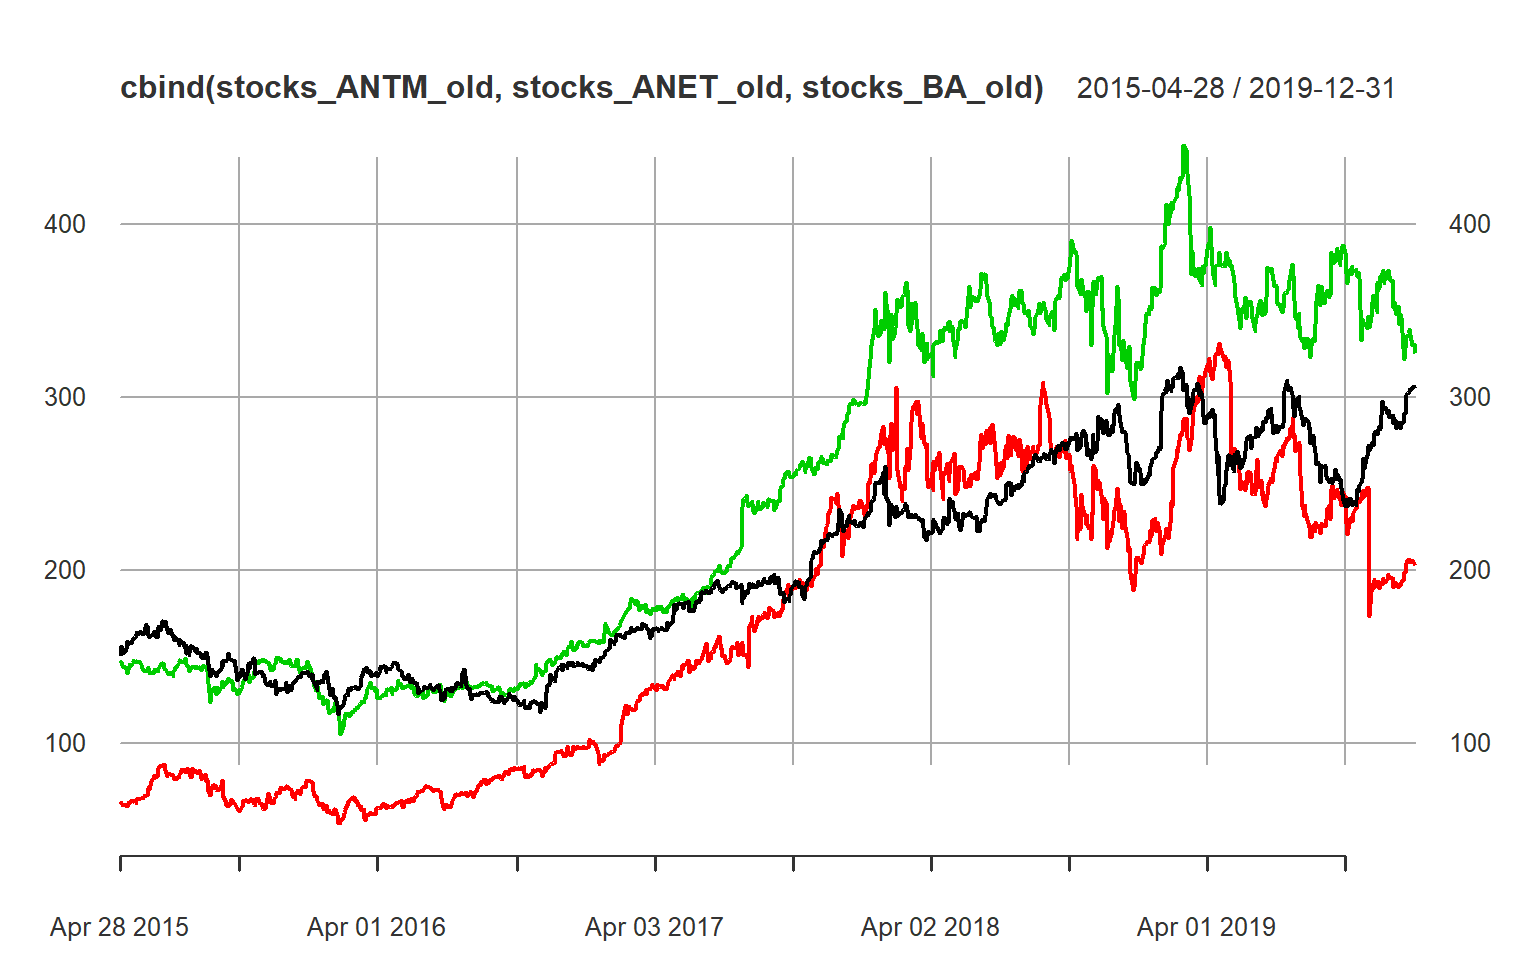 cbind(stocks_ANTM_old, stocks_ANET_old, stocks_BA_old) 2015-04-28 / 2019-12-31
400 400
300 300
200 200
100 100
Apr 28 2015 Apr 01 2016 Apr 03 2017 Apr 02 2018 Apr 01 2019